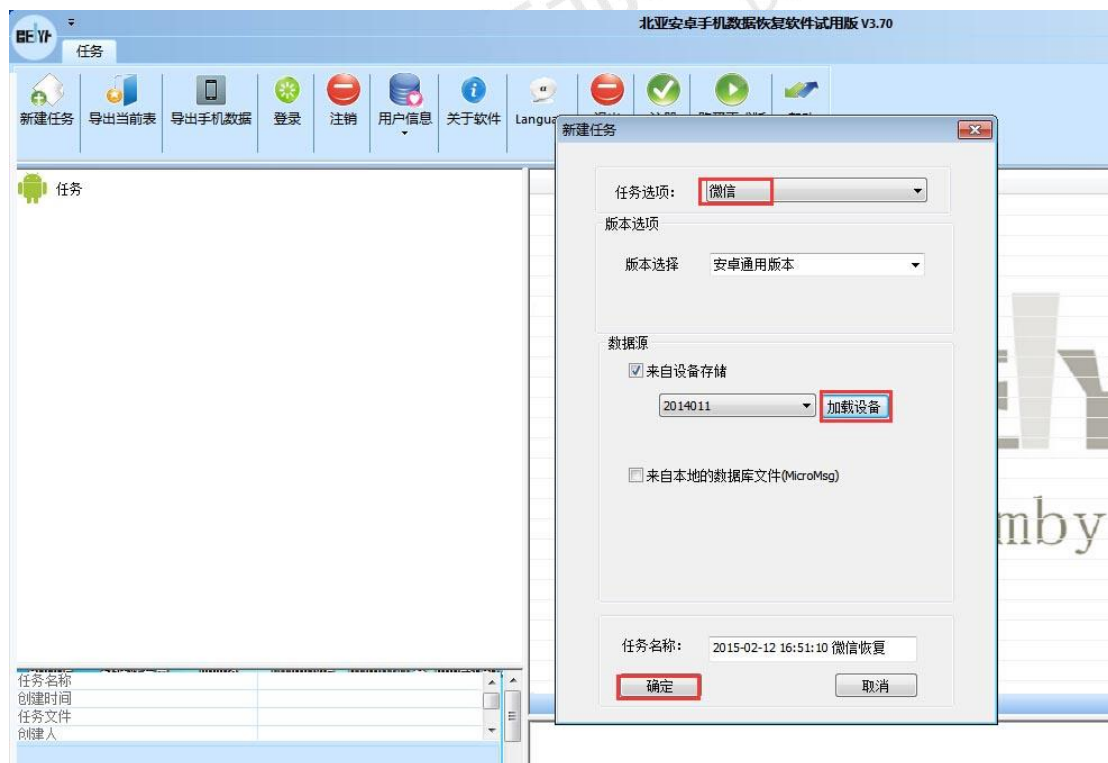 北亚安卓手机数据恢复软件试用版 V3.70
任务
新建任务 导出当前表 导出手机数据 登录 注销 用户信息 关于软件
任务
新建任务
任务选项: 微信
版本选项
版本选择 安卓通用版本
数据源
来自设备存储
2014011 加载设备
来自本地的数据库文件(MicroMsg)
任务名称: 2015-02-12 16:51:10 微信恢复
确定 取消
任务名称
创建时间
任务文件
创建人
mby